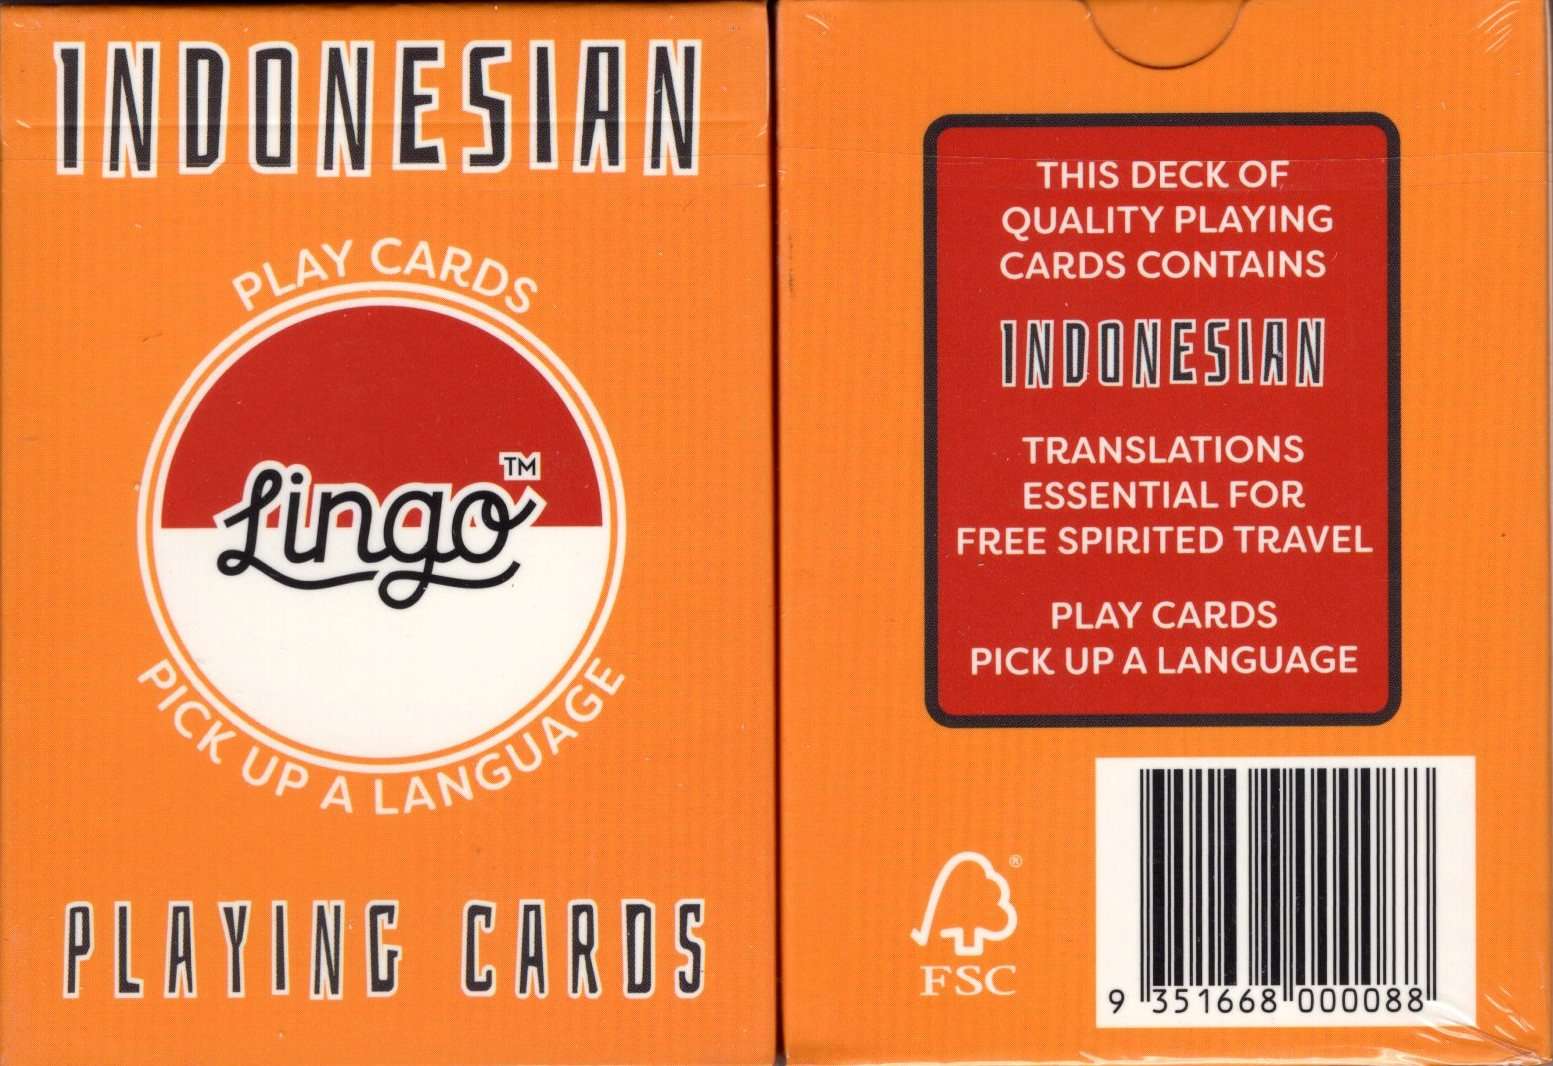 INDONESIAN
PLAY CARDS
Lingo™
PICK UP A LANGUAGE
PLAYING CARDS
THIS DECK OF
QUALITY PLAYING
CARDS CONTAINS
INDONESIAN
TRANSLATIONS
ESSENTIAL FOR
FREE SPIRITED TRAVEL
PLAY CARDS
PICK UP A LANGUAGE
®
FSC
9 351668 000088